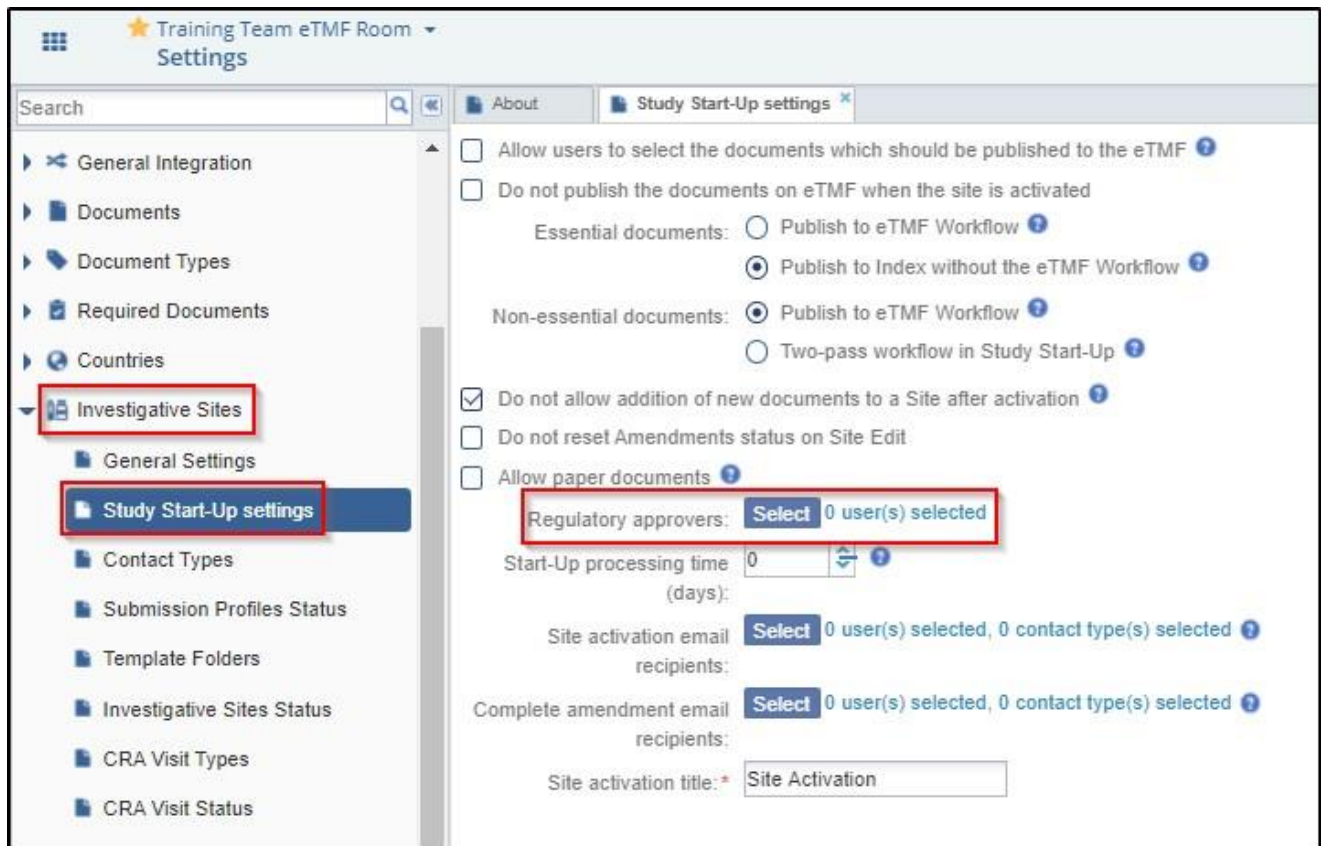 Training Team eTMF Room
Settings
Search
General Integration
Documents
Document Types
Required Documents
Countries
Investigative Sites
General Settings
Study Start-Up settings
Contact Types
Submission Profiles Status
Template Folders
Investigative Sites Status
CRA Visit Types
CRA Visit Status
About
Study Start-Up settings
Allow users to select the documents which should be published to the eTMF
Do not publish the documents on eTMF when the site is activated
Essential documents: Publish to eTMF Workflow
Publish to Index without the eTMF Workflow
Non-essential documents: Publish to eTMF Workflow
Two-pass workflow in Study Start-Up
Do not allow addition of new documents to a Site after activation
Do not reset Amendments status on Site Edit
Allow paper documents
Regulatory approvers: Select 0 user(s) selected
Start-Up processing time 0
(days):
Site activation email Select 0 user(s) selected, 0 contact type(s) selected
recipients:
Complete amendment email Select 0 user(s) selected, 0 contact type(s) selected
recipients:
Site activation title:* Site Activation